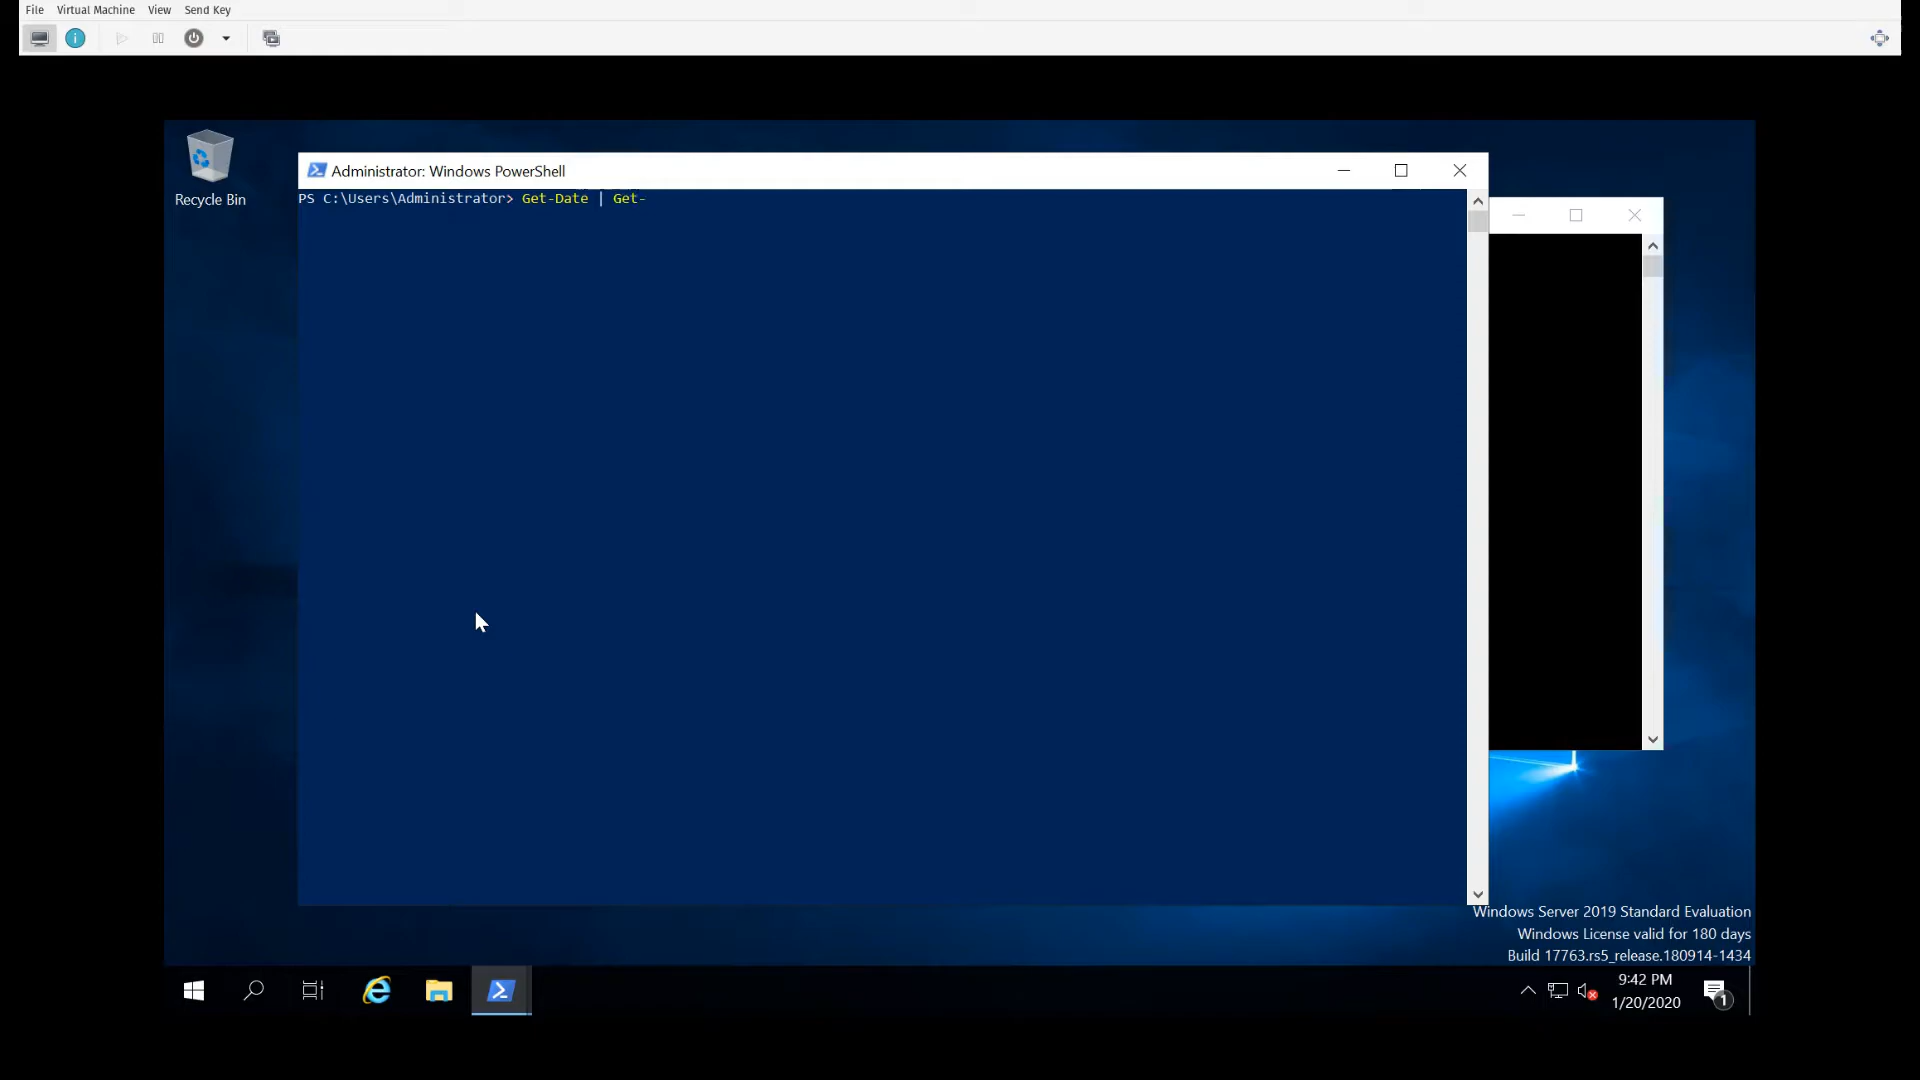 File Virtual Machine View Send Key
Recycle Bin
Administrator: Windows PowerShell
PS C:\Users\Administrator> Get-Date | Get-
Windows Server 2019 Standard Evaluation
Windows License valid for 180 days
Build 17763.rs5_release.180914-1434
9:42 PM
1/20/2020
1